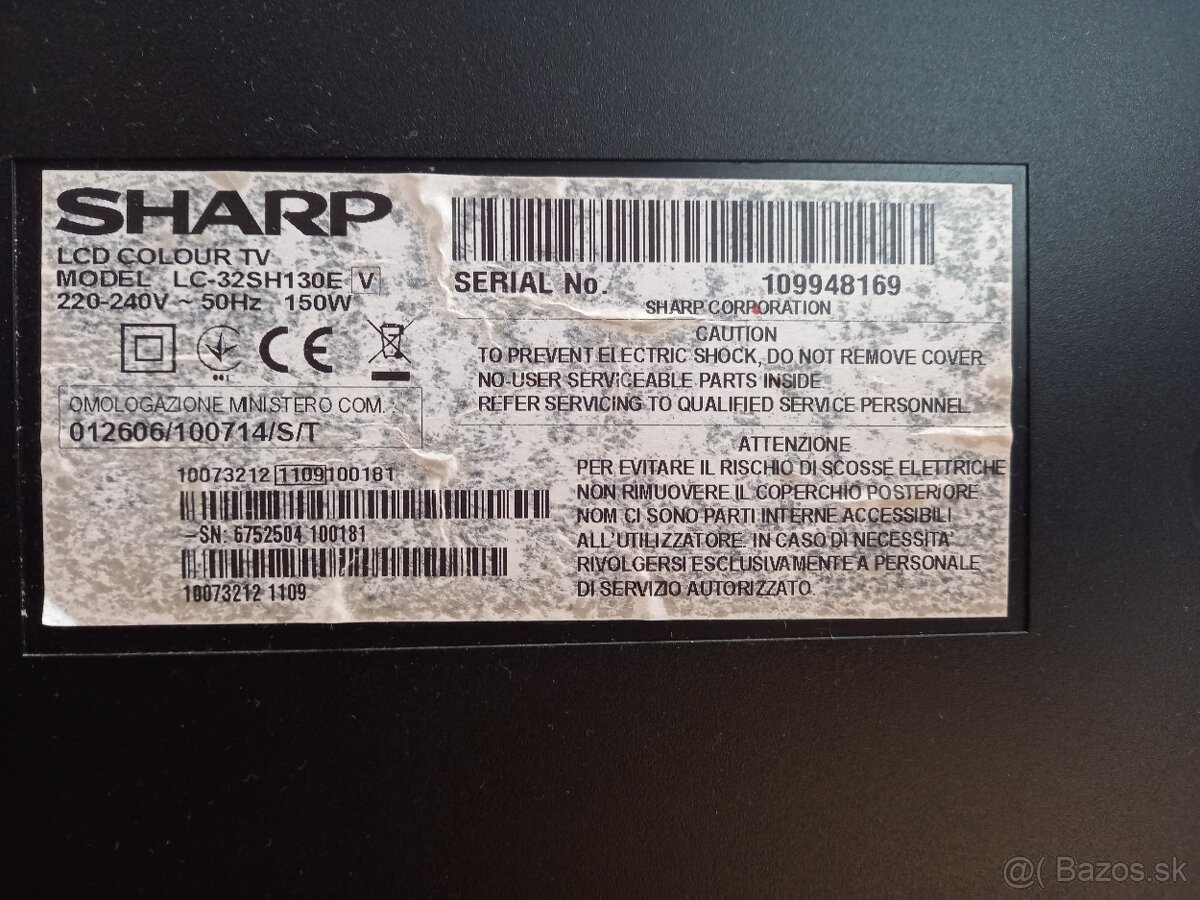 SHARP
LCD COLOUR TV
MODEL LC-32SH130E V
220-240V ~ 50Hz 150W
CE
OMOLOGAZIONE MINISTERO COM.
012606/100714/S/T
10073212 1109 100181
-SN: 6752504 100181
10073212 1109
SERIAL No. 109948169
SHARP CORPORATION
CAUTION
TO PREVENT ELECTRIC SHOCK, DO NOT REMOVE COVER
NO-USER SERVICEABLE PARTS INSIDE
REFER SERVICING TO QUALIFIED SERVICE PERSONNEL.
ATTENZIONE
PER EVITARE IL RISCHIO DI SCOSSE ELETTRICHE
NON RIMUOVERE IL COPERCHIO POSTERIORE
NOM CI SONO PARTI INTERNE ACCESSIBILI
ALL'UTILIZZATORE. IN CASO DI NECESSITA'
RIVOLGERSI ESCLUSIVAMENTE A PERSONALE
DI SERVIZIO AUTORIZZATO.
@( Bazos.sk